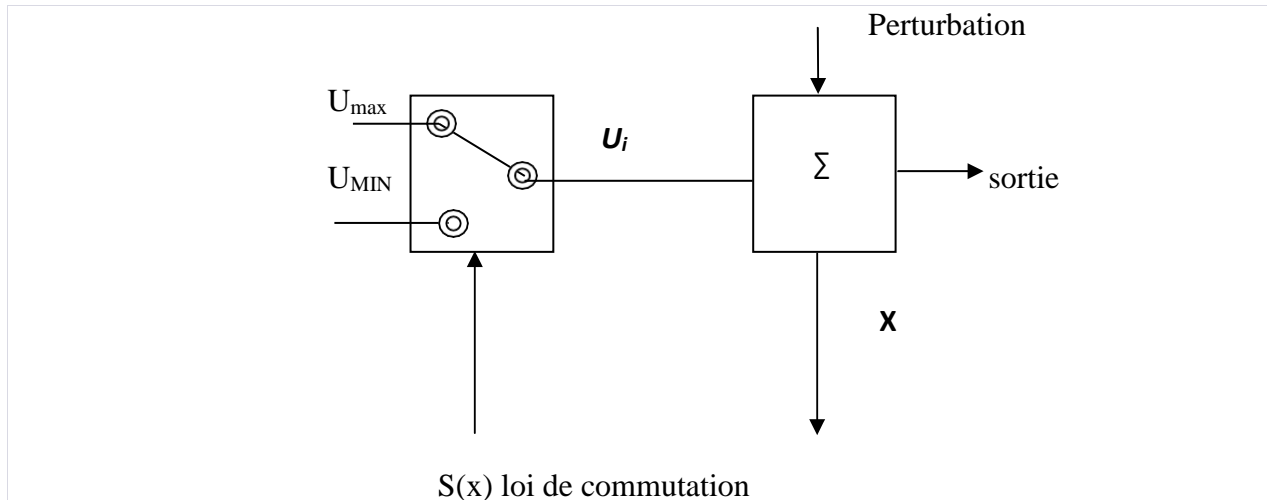 Perturbation
Umax
Ui
UMIN
∑
sortie
X
S(x) loi de commutation